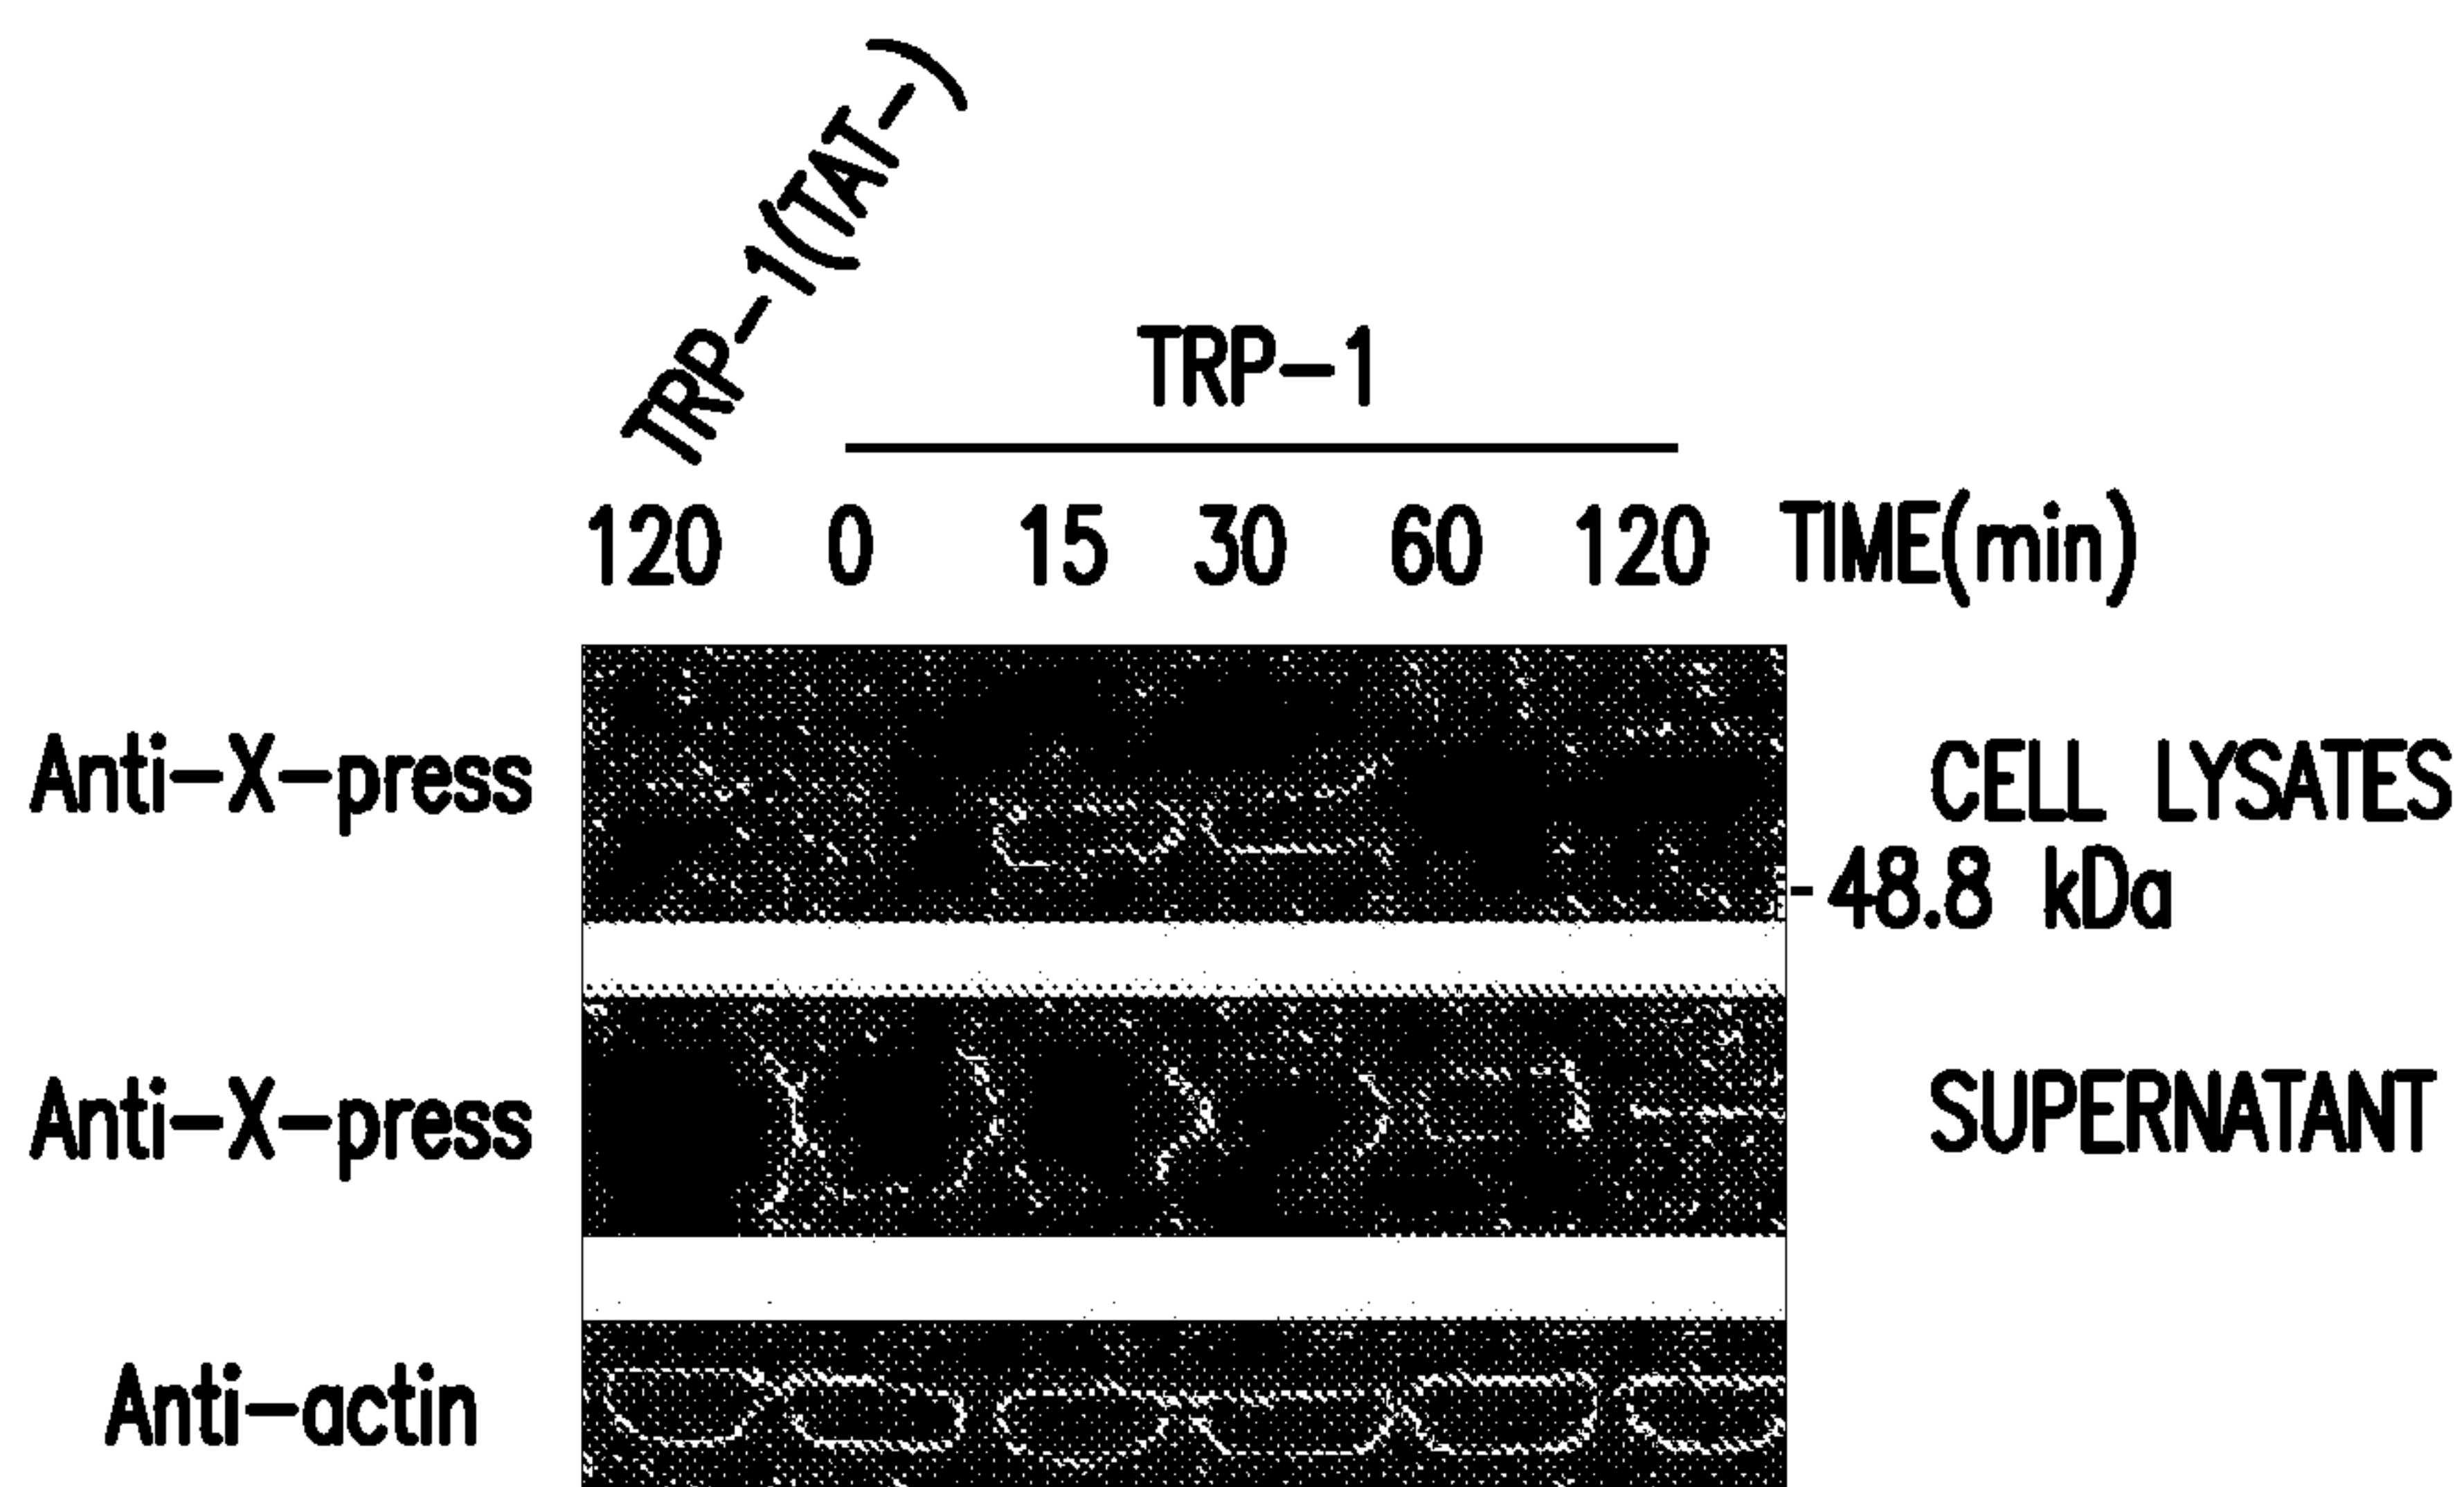 TRP-1(TAT-)
TRP-1
120 0 15 30 60 120 TIME(min)
Anti-X-press CELL LYSATES
-48.8 kDa
Anti-X-press SUPERNATANT
Anti-actin